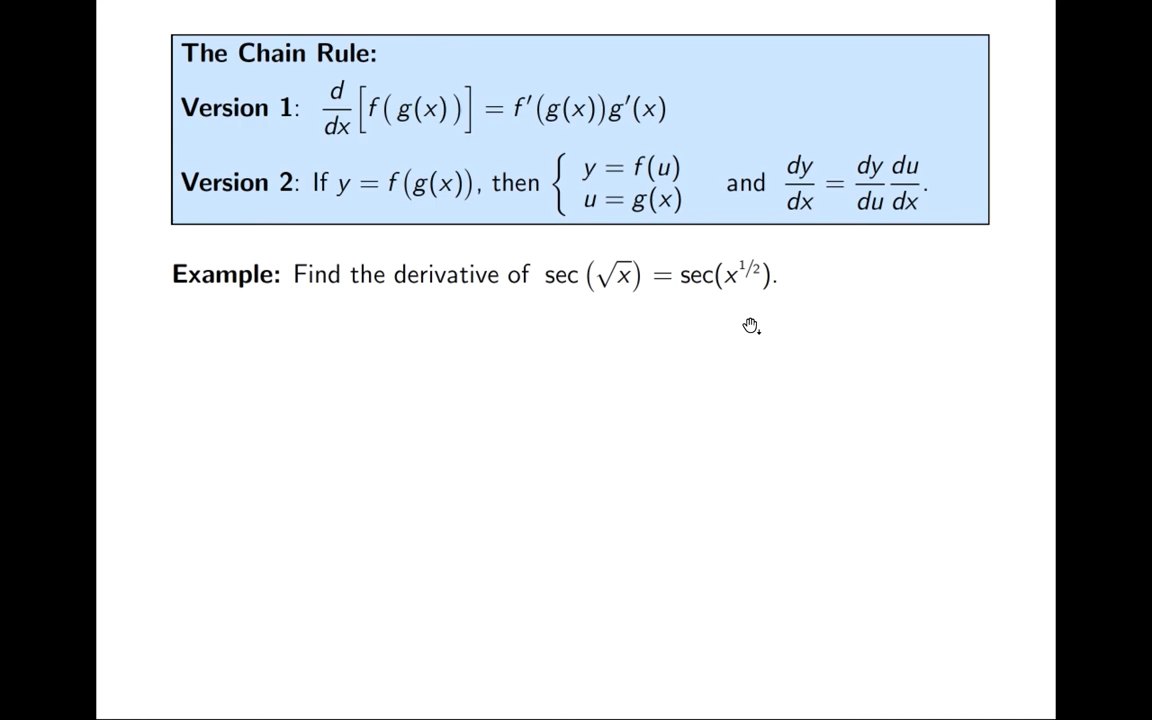 The Chain Rule:
Version 1: d/dx [f(g(x))] = f′(g(x))g′(x)
Version 2: If y = f(g(x)), then { y = f(u) u = g(x) and dy/dx = dy/du du/dx.
Example: Find the derivative of sec (√x) = sec(x^{1/2}).